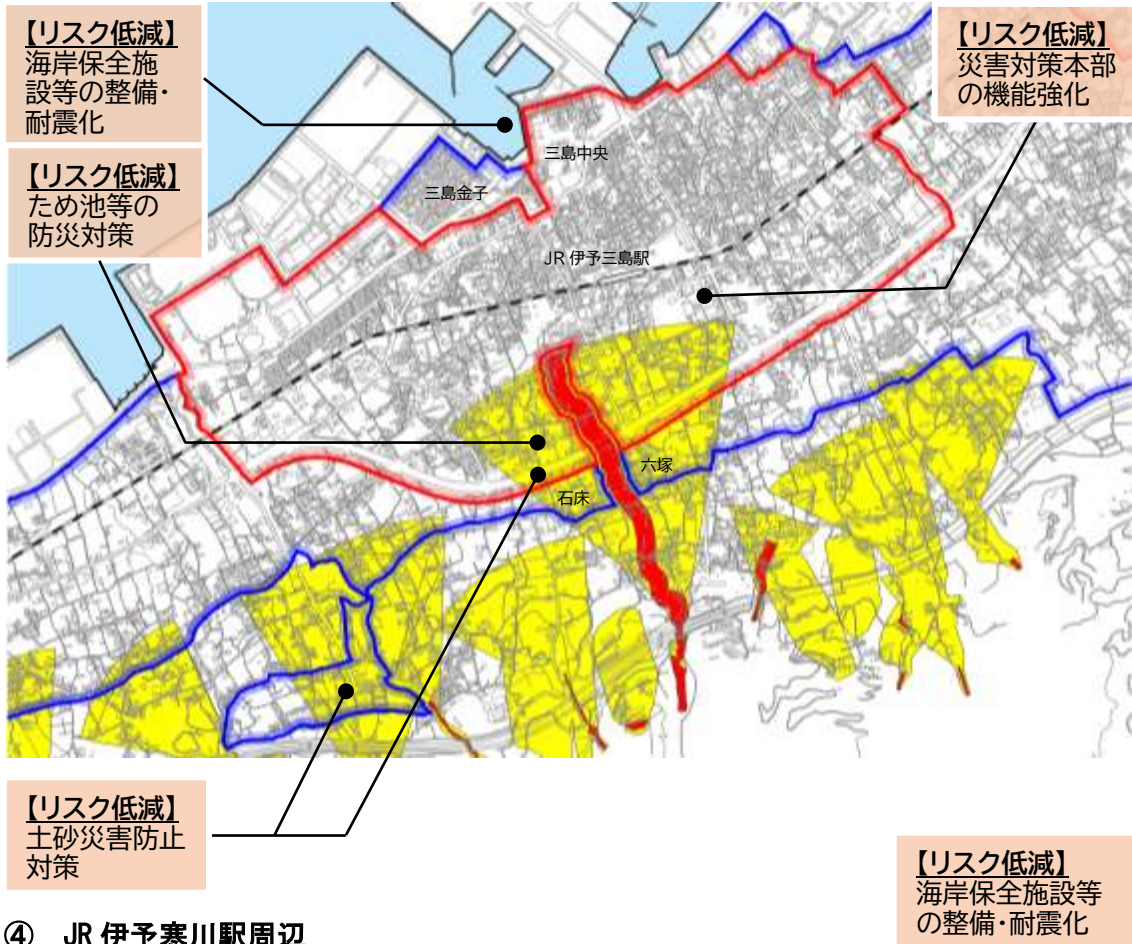 【リスク低減】
海岸保全施
設等の整備・
耐震化
【リスク低減】
災害対策本部
の機能強化
【リスク低減】
ため池等の
防災対策
三島中央
三島金子
JR 伊予三島駅
六塚
石床
【リスク低減】
土砂災害防止
対策
【リスク低減】
海岸保全施設等
の整備・耐震化
④ JR 伊予寒川駅周辺